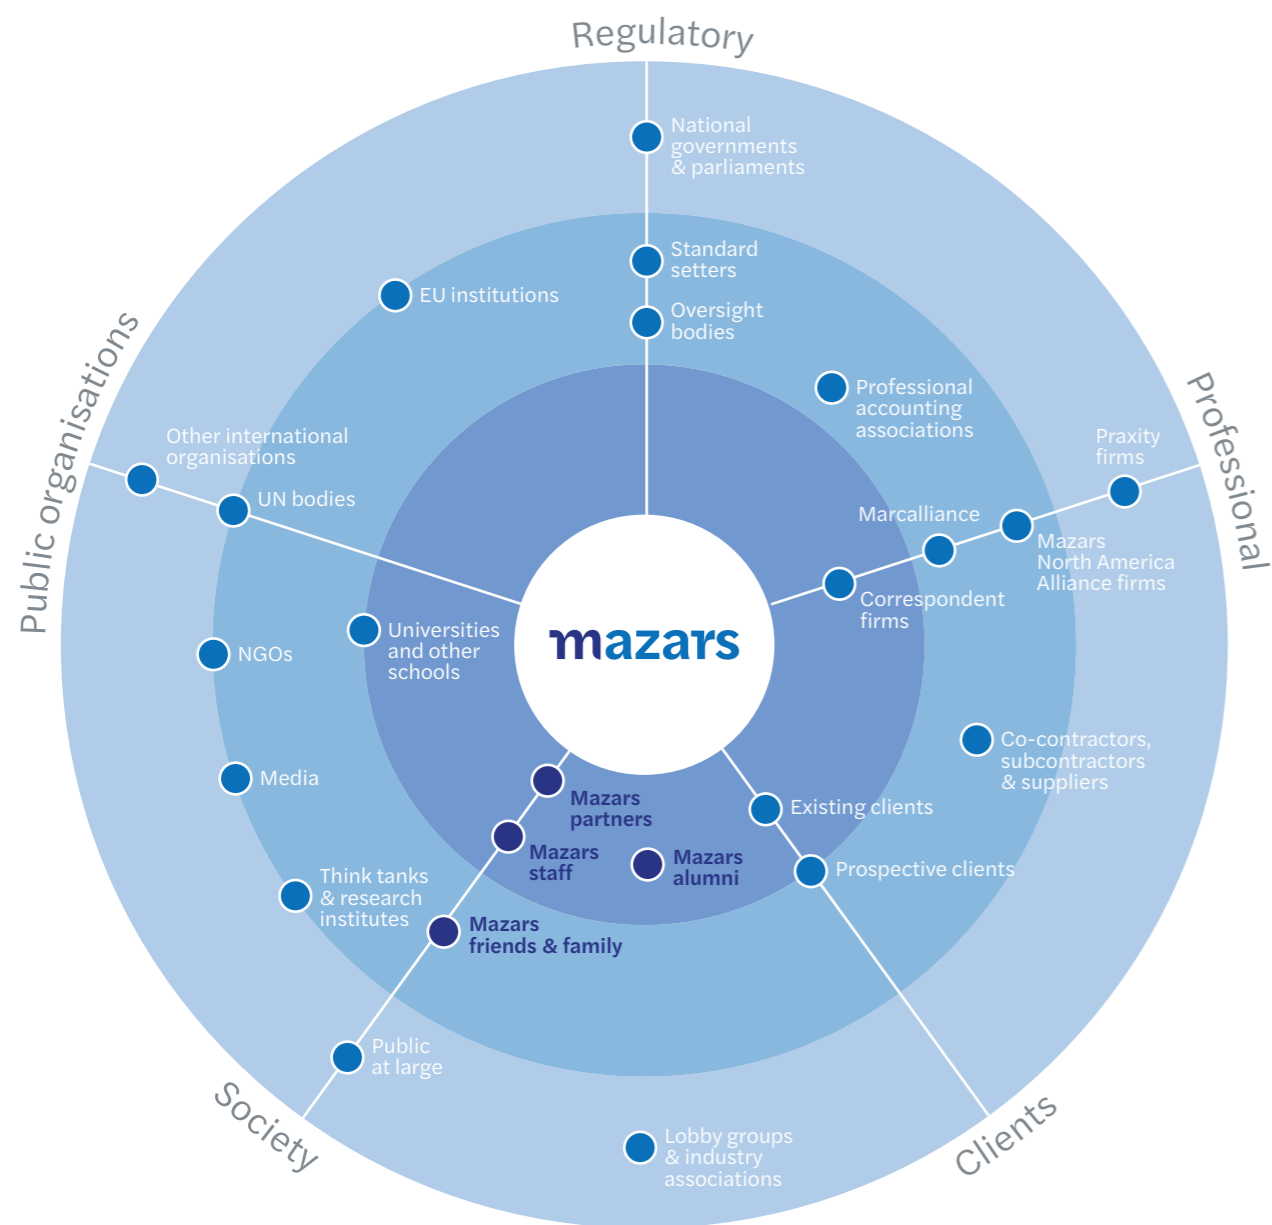 Regulatory
National
governments
& parliaments
Standard
setters
EU institutions
Oversight
bodies
Public organisations
Professional
Professional
accounting
associations
Other international
organisations
Praxity
firms
UN bodies
Marcalliance
Mazars
North America
Alliance firms
Correspondent
firms
Universities
and other
schools
mazars
NGOs
Co-contractors,
subcontractors
& suppliers
Media
Mazars
partners
Existing clients
Mazars
staff
Mazars
alumni
Prospective clients
Think tanks
& research
institutes
Mazars
friends & family
Public
at large
Society
Clients
Lobby groups
& industry
associations